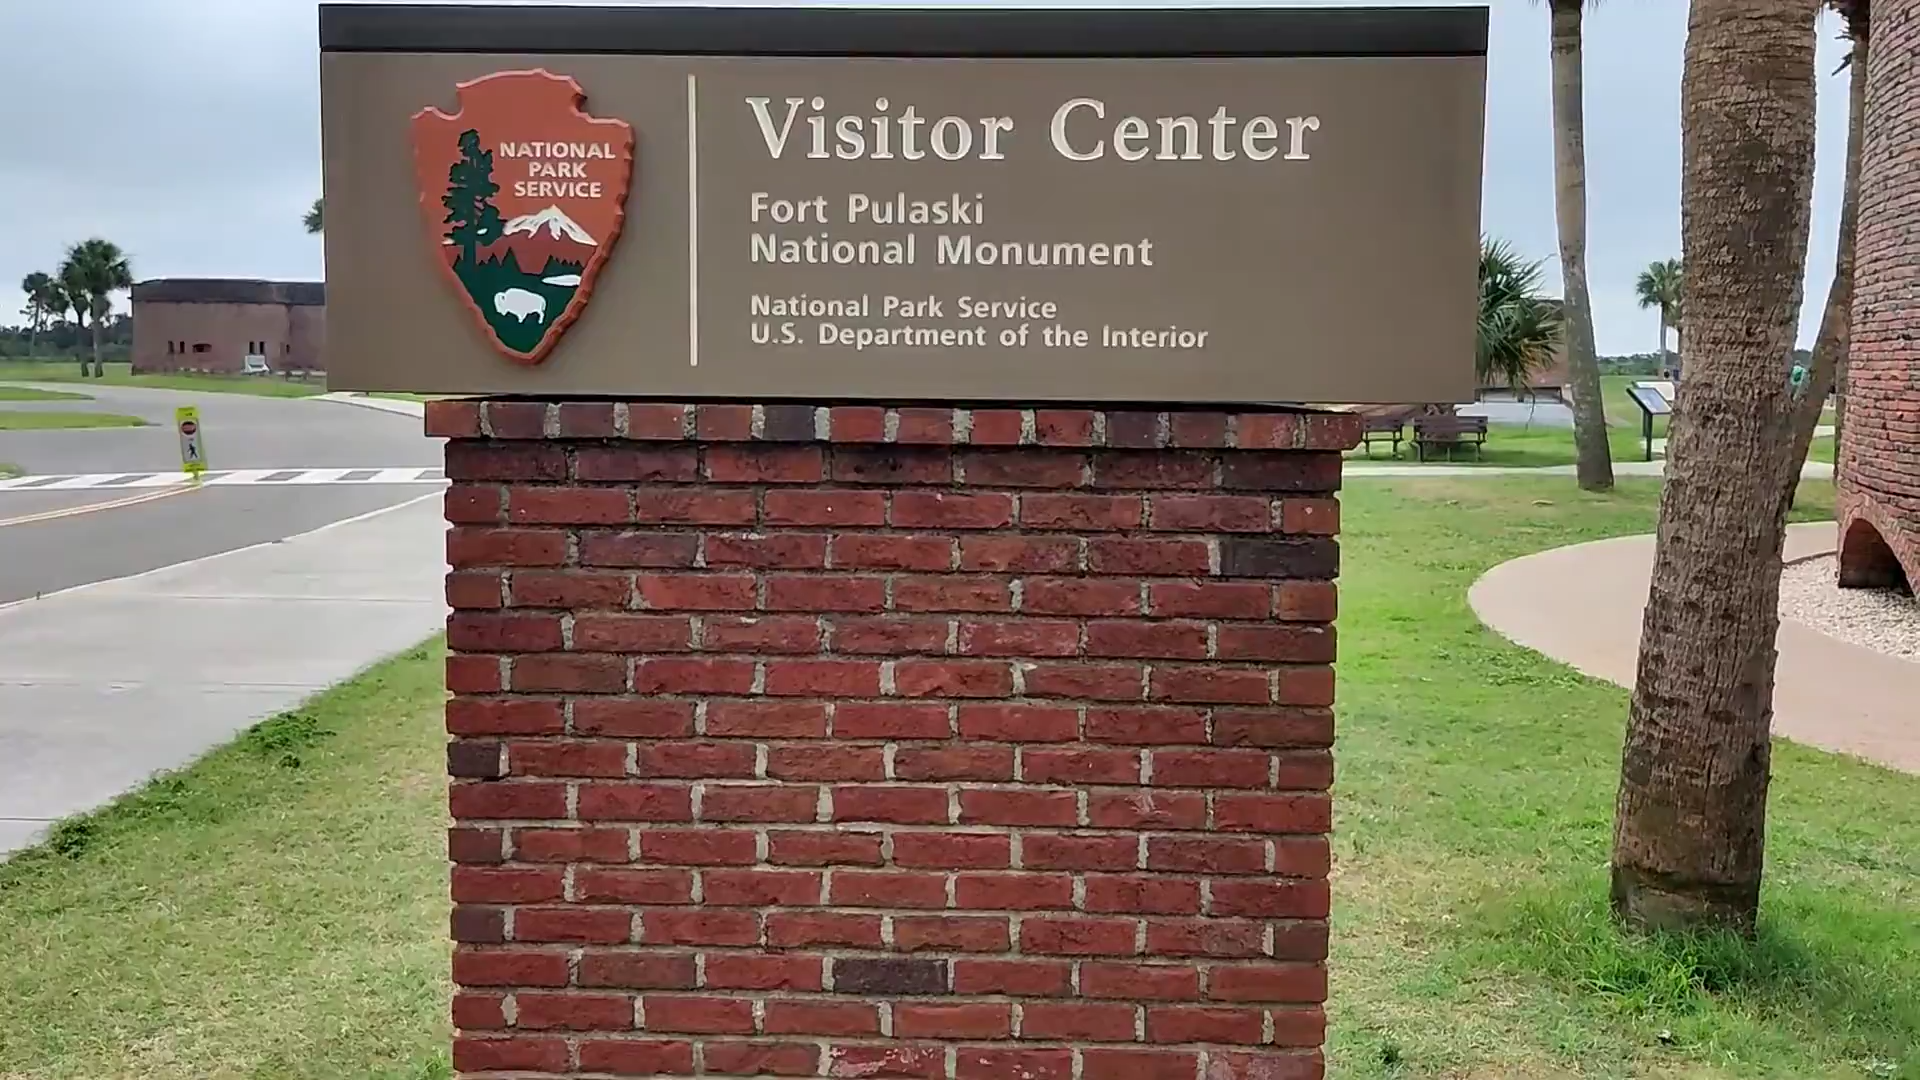 NATIONAL
PARK
SERVICE
Visitor Center
Fort Pulaski
National Monument
National Park Service
U.S. Department of the Interior